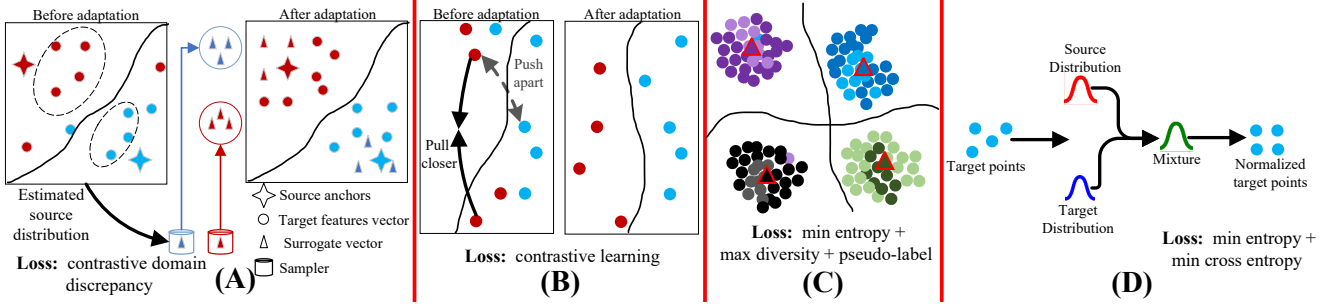 Before adaptation
After adaptation
Estimated
source
distribution
Source anchors
Target features vector
Surrogate vector
Sampler
Loss: contrastive domain
discrepancy
(A)
Before adaptation
After adaptation
Push
apart
Pull
closer
Loss: contrastive learning
(B)
Loss: min entropy +
max diversity + pseudo-label
(C)
Source
Distribution
Target points
Mixture
Normalized
target points
Target
Distribution
Loss: min entropy +
min cross entropy
(D)